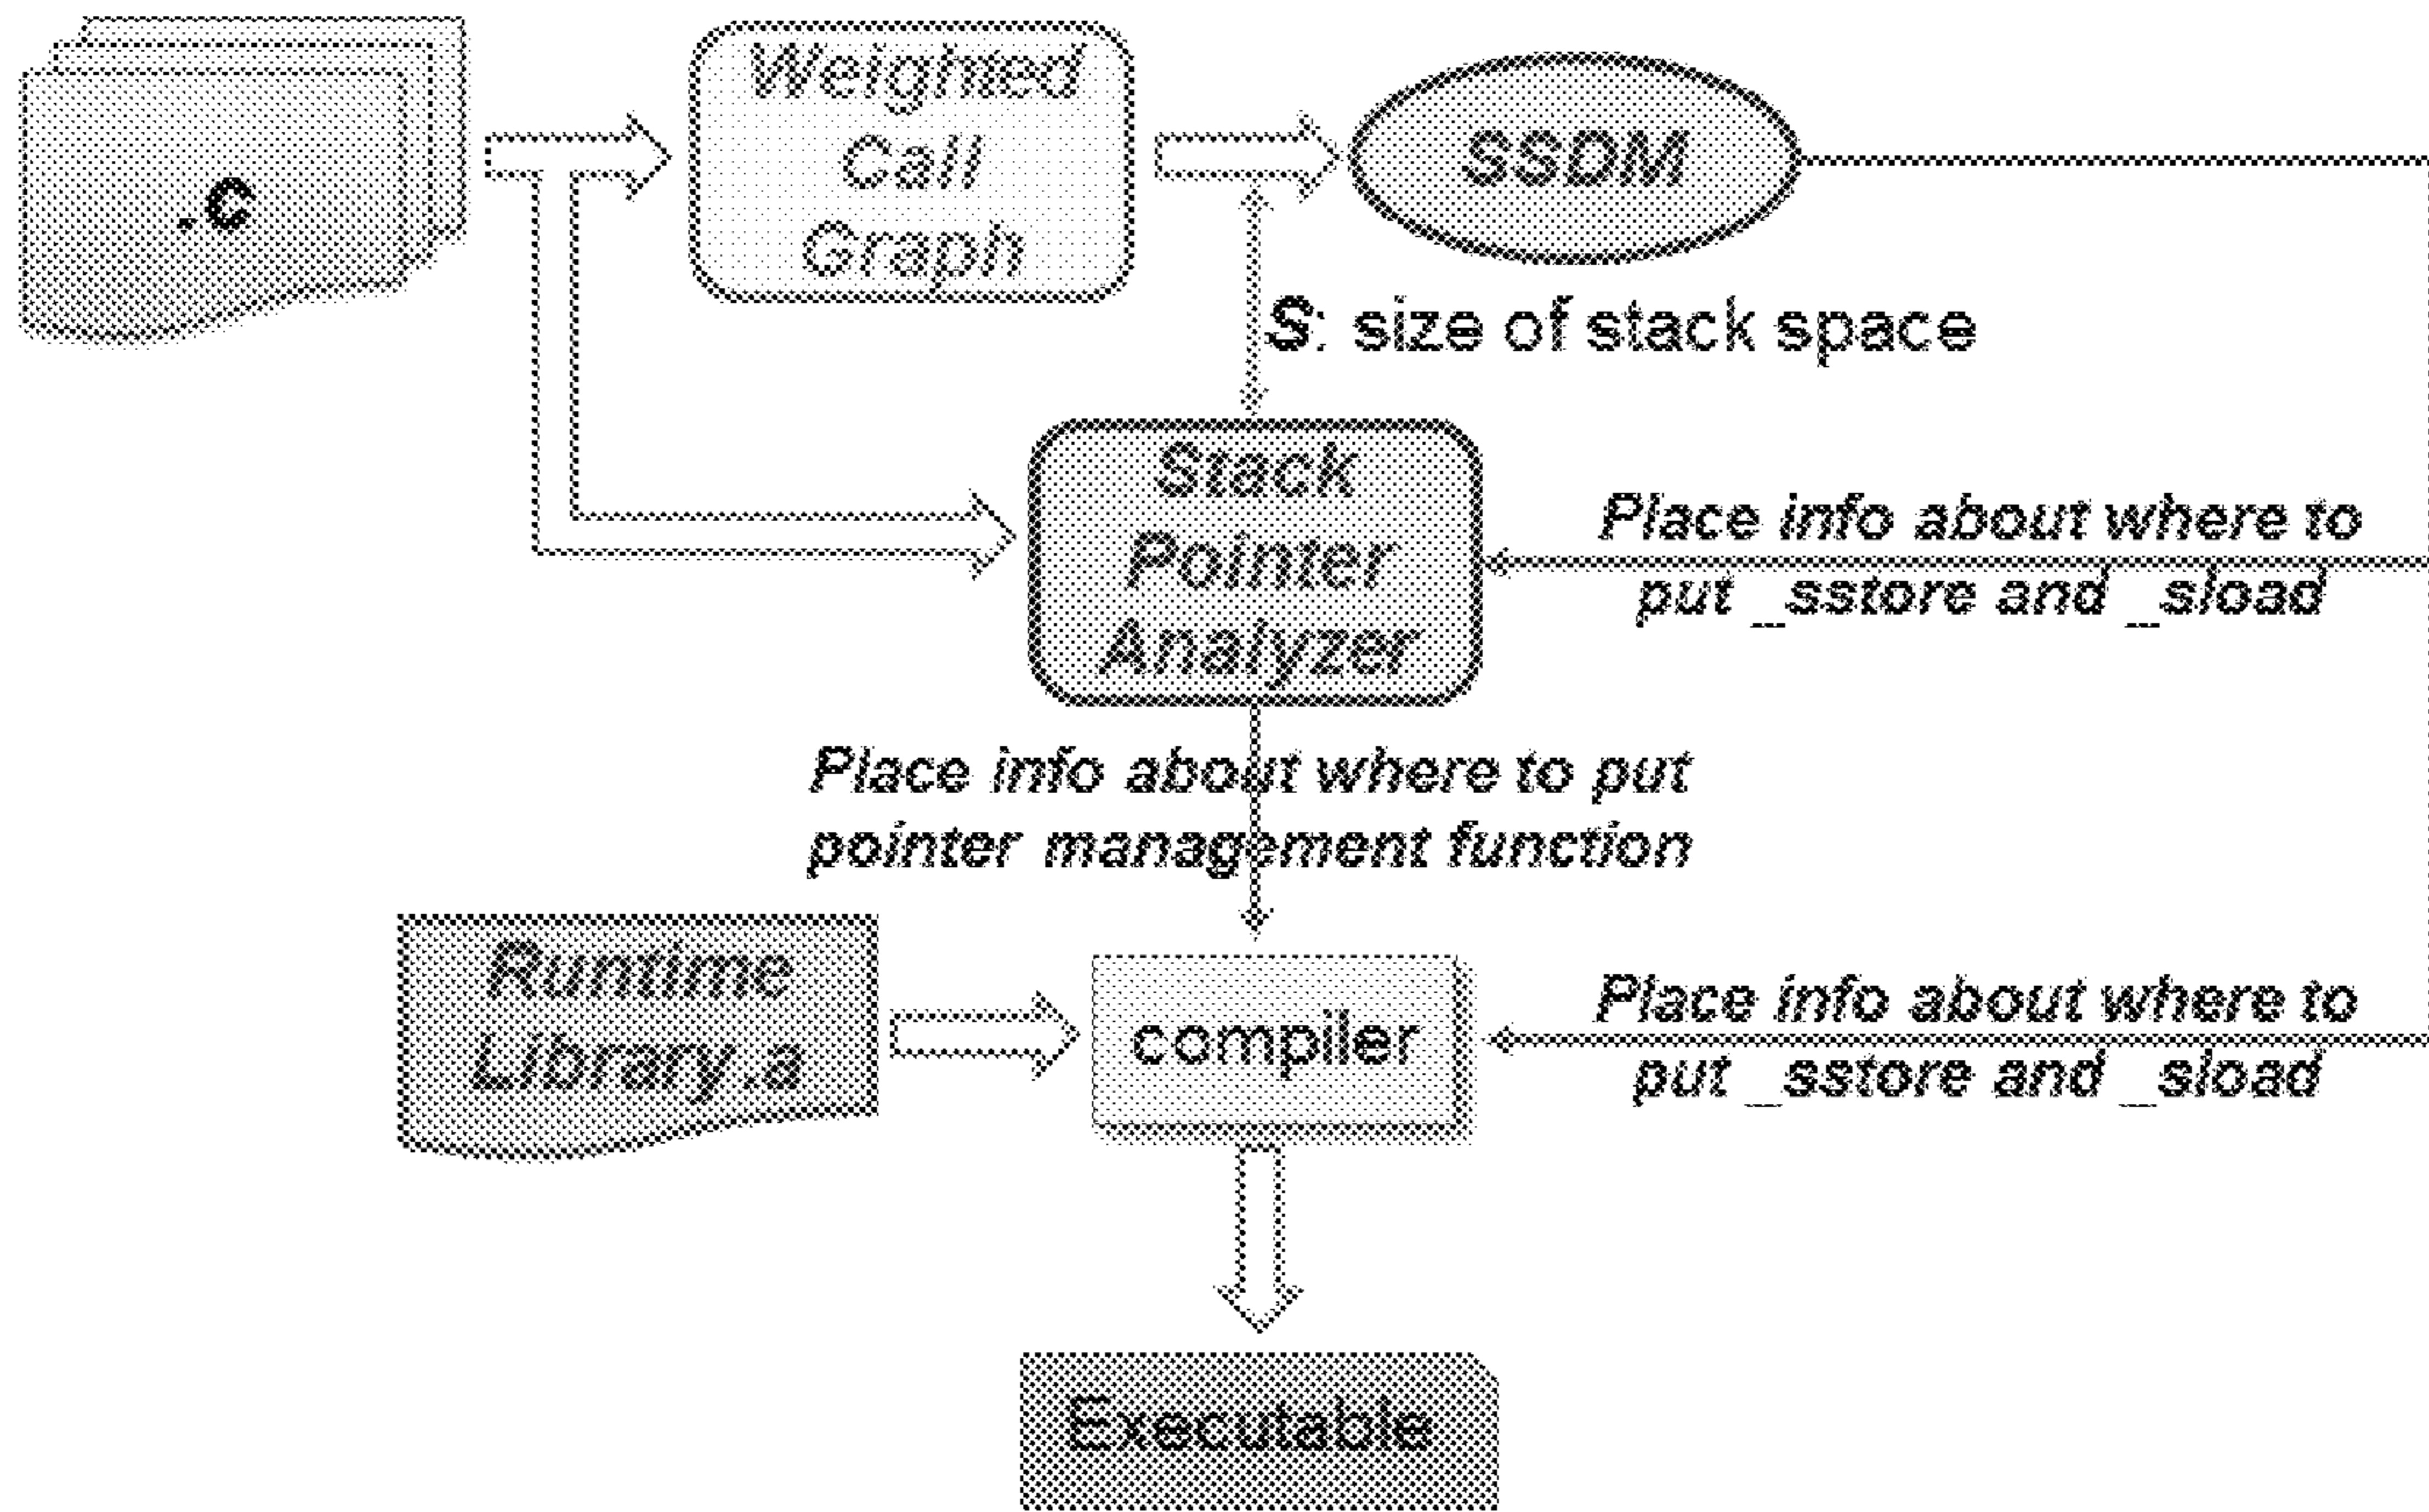 .c
Weighted
Call
Graph
SSDM
S: size of stack space
Stack
Pointer
Analyzer
Place info about where to
put _sstore and _sload
Place info about where to put
pointer management function
Runtime
Library.a
compiler
Place info about where to
put _sstore and _sload
Executable